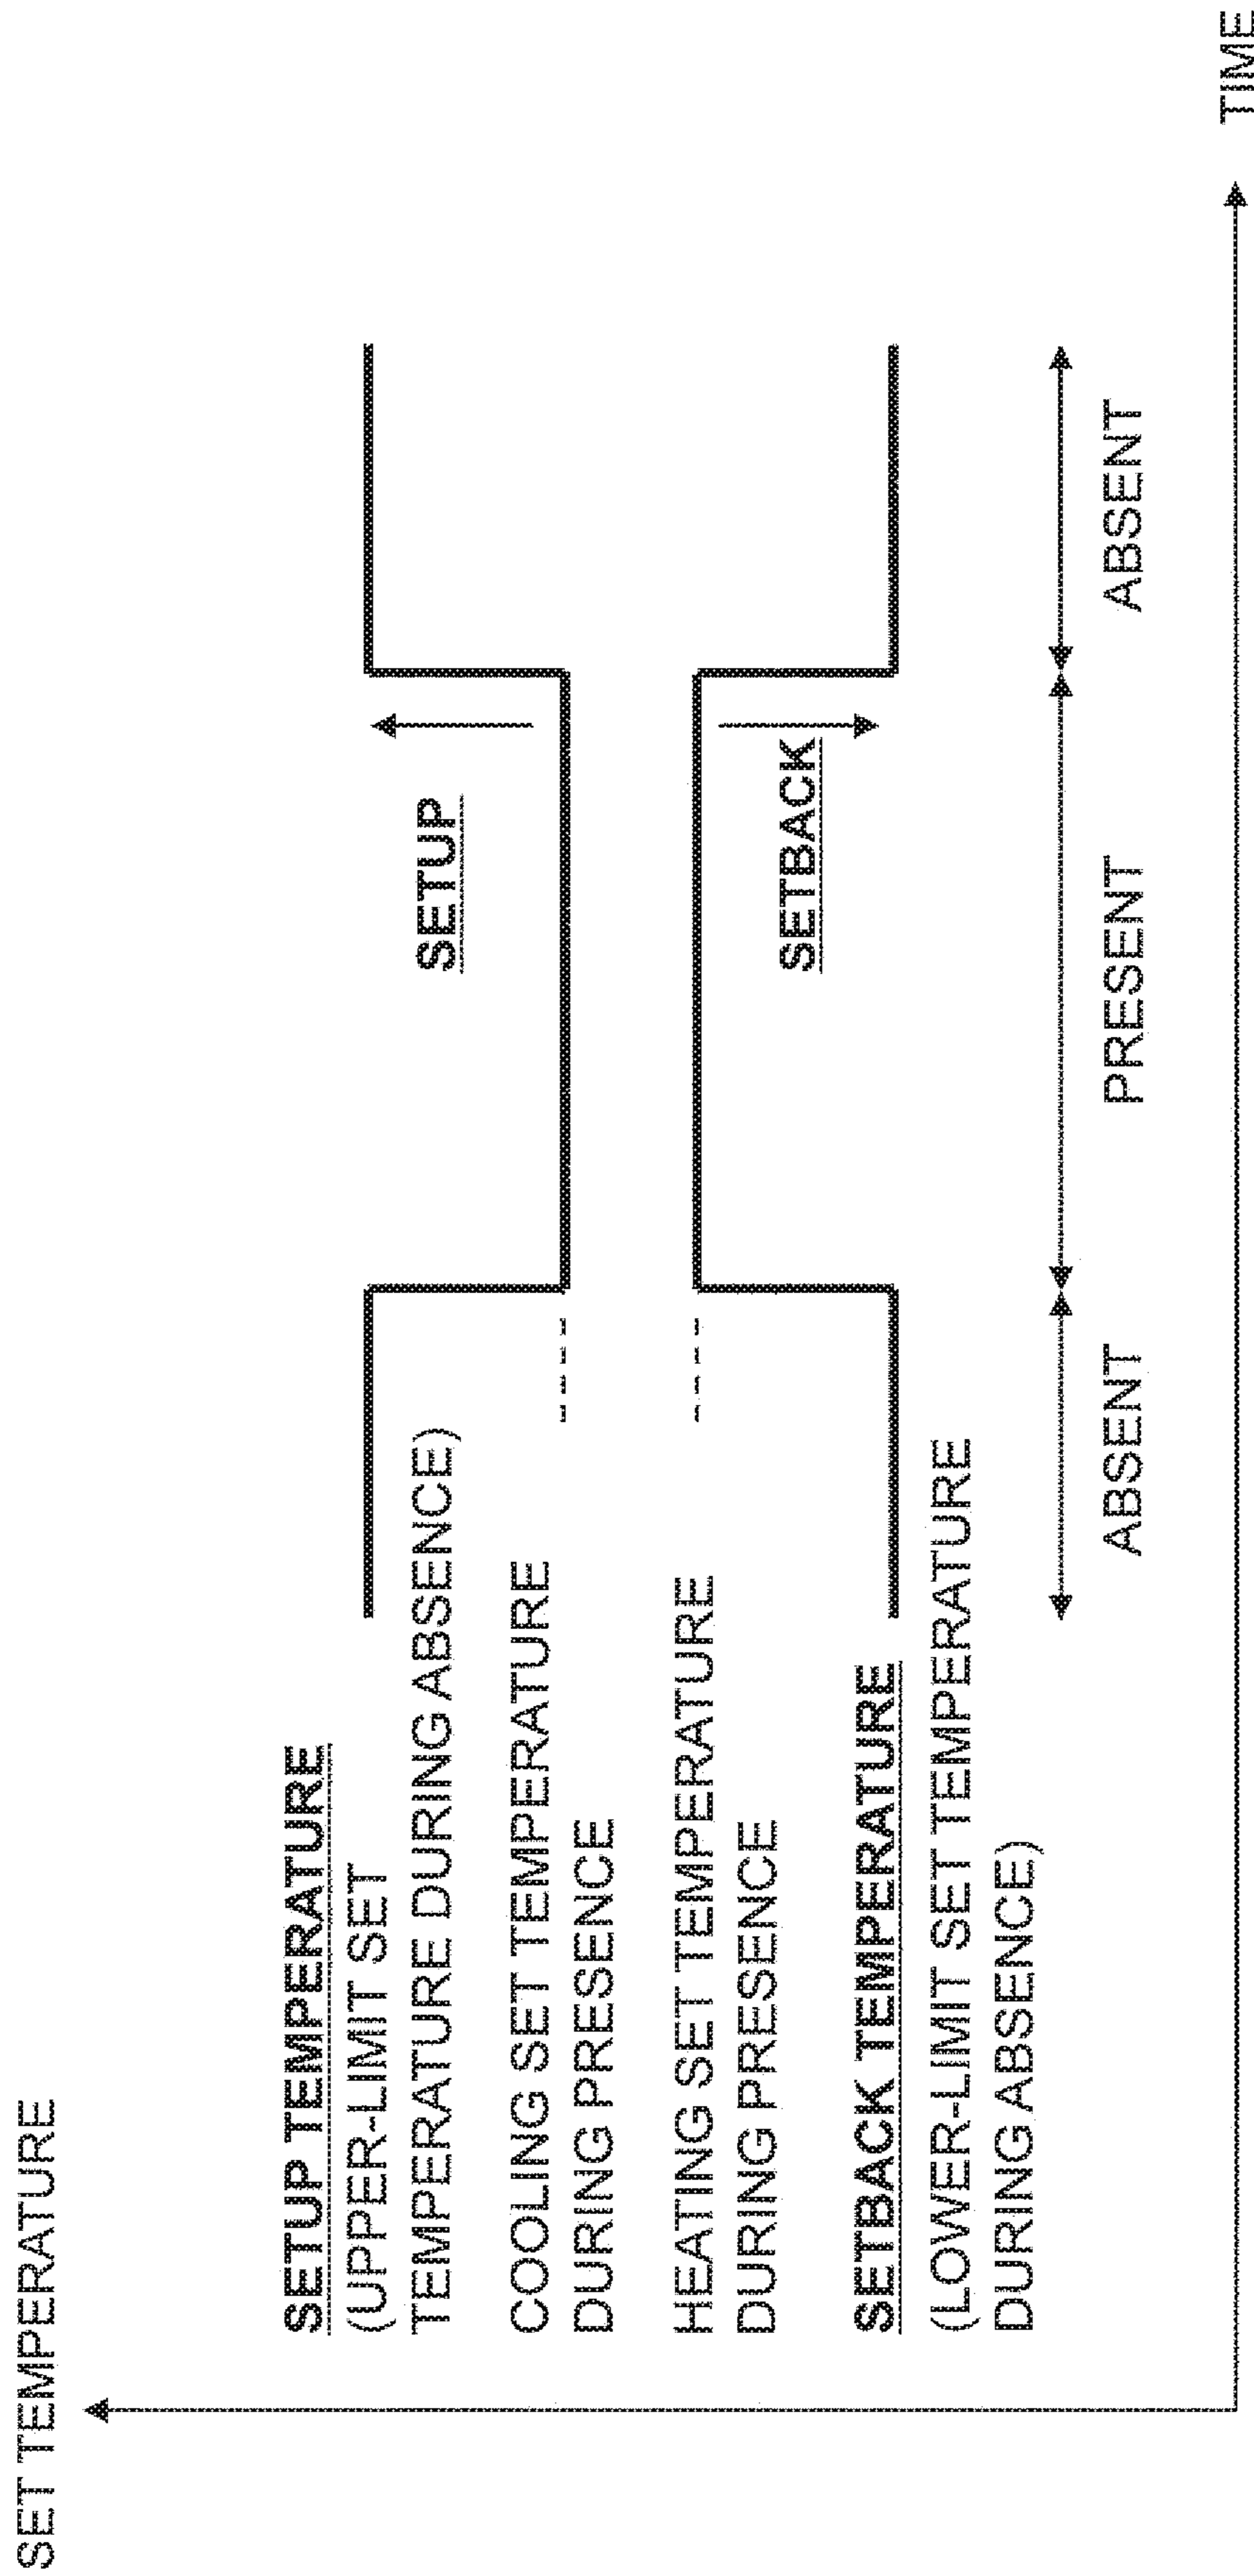 SET TEMPERATURE
SETUP TEMPERATURE
(UPPER-LIMIT SET
TEMPERATURE DURING ABSENCE)
COOLING SET TEMPERATURE
DURING PRESENCE
HEATING SET TEMPERATURE
DURING PRESENCE
SETBACK TEMPERATURE
(LOWER-LIMIT SET TEMPERATURE
DURING ABSENCE)
SETUP
SETBACK
ABSENT
PRESENT
ABSENT
TIME